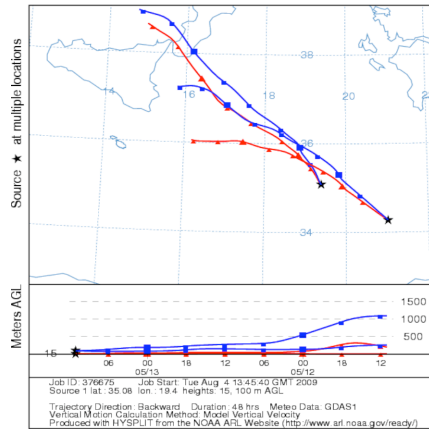 Source ★ at multiple locations
38
14
16
18
20
22
36
34
Meters AGL
1500
1000
500
15
06 00 18 12 06 00 18 12
05/13 05/12
Job ID: 376675 Job Start: Tue Aug 4 13:45:40 GMT 2009
Source 1 lat.: 35.08 lon.: 19.4 heights: 15, 100 m AGL
Trajectory Direction: Backward Duration: 48 hrs Meteo Data: GDAS1
Vertical Motion Calculation Method: Model Vertical Velocity
Produced with HYSPLIT from the NOAA ARL Website (http://www.arl.noaa.gov/ready/)